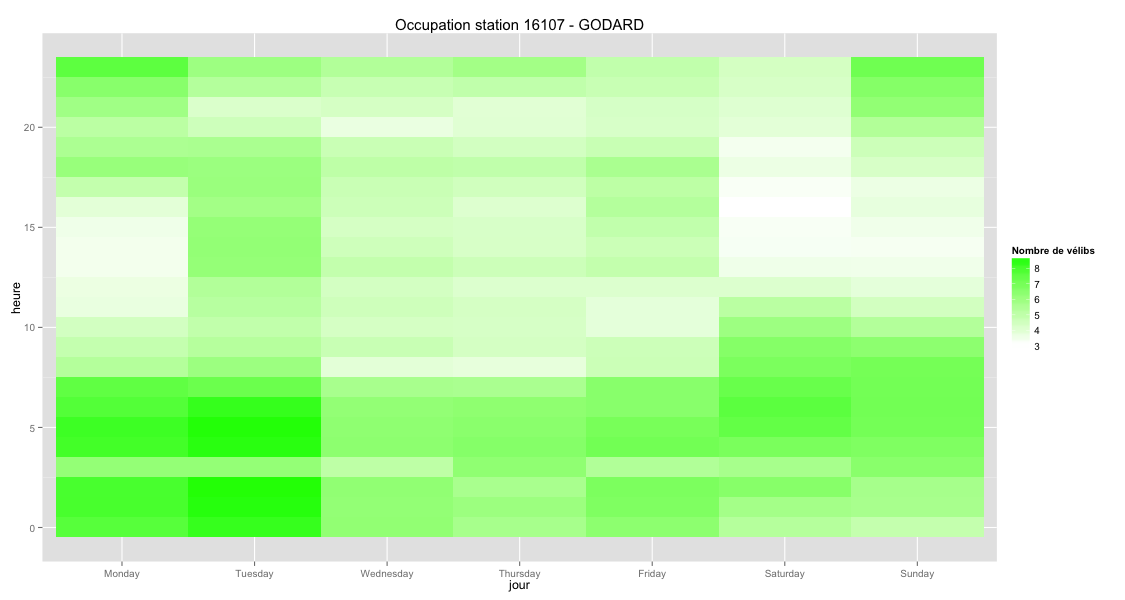 Occupation station 16107 - GODARD
heure
20
15
10
5
0
Monday
Tuesday
Wednesday
Thursday
Friday
Saturday
Sunday
jour
Nombre de vélibs
8
7
6
5
4
3